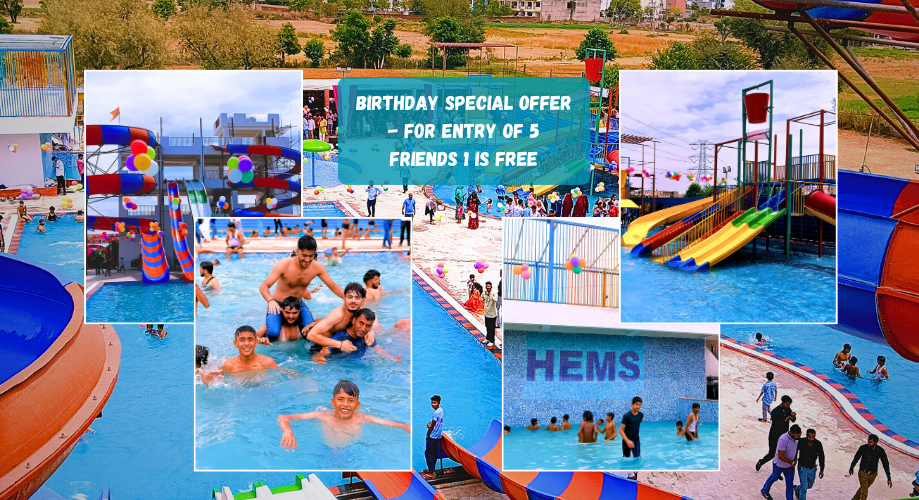 BIRTHDAY SPECIAL OFFER
- FOR ENTRY OF 5
FRIENDS 1 IS FREE
HEMS